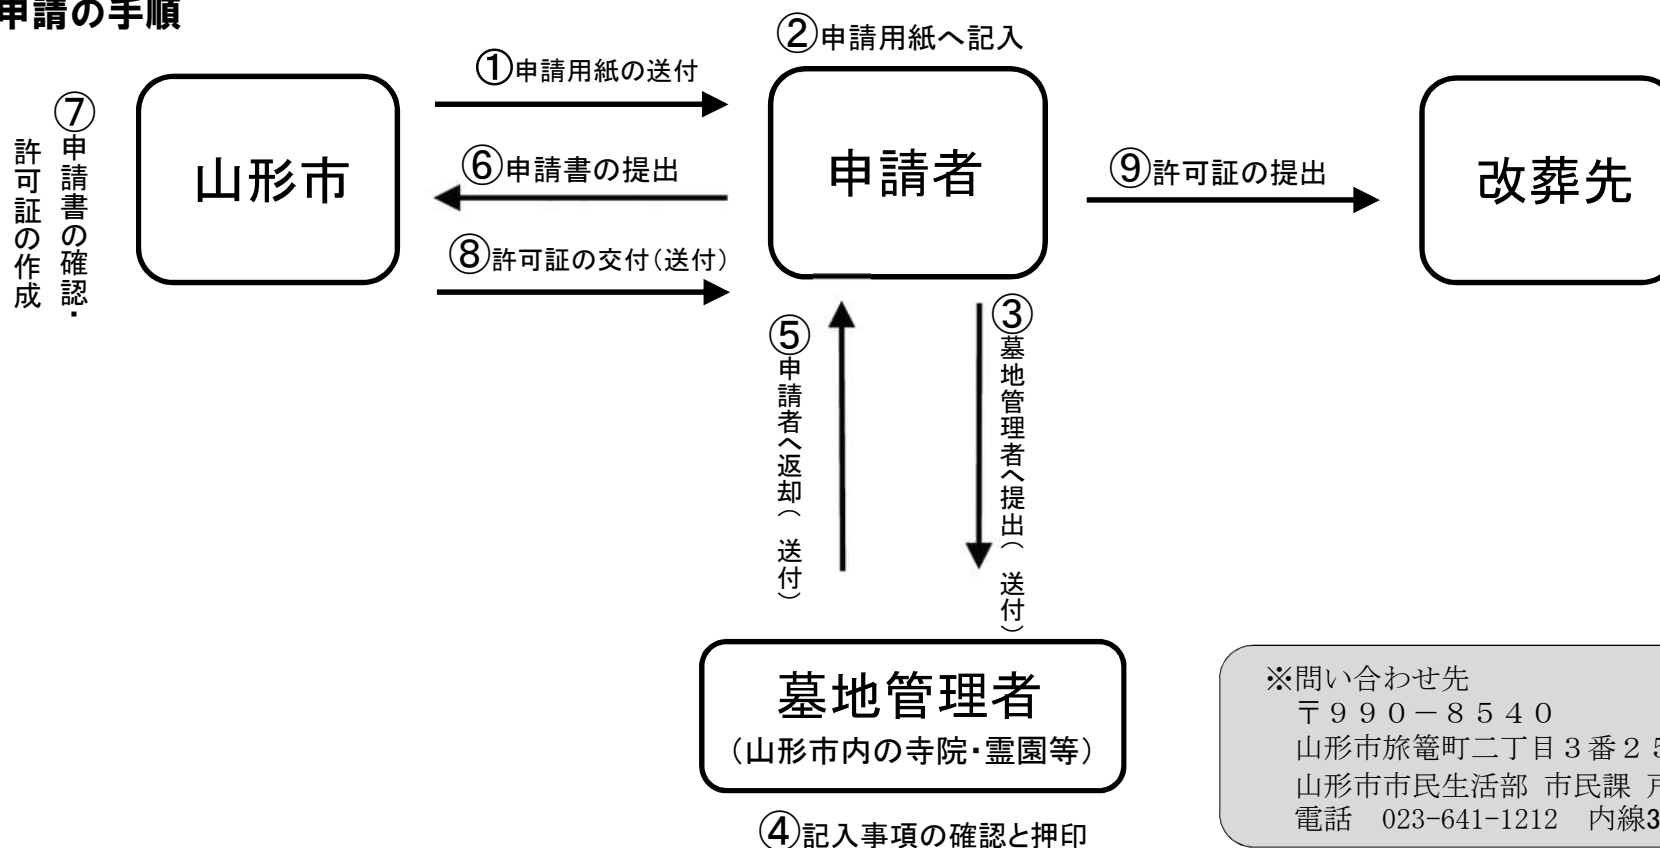 申請の手順
②申請用紙へ記入
①申請用紙の送付
⑦申請書の確認・
許可証の作成
山形市
⑥申請書の提出
申請者
⑨許可証の提出
改葬先
⑧許可証の交付(送付)
③墓地管理者へ提出(送付)
⑤申請者へ返却(送付)
墓地管理者
(山形市内の寺院・霊園等)
④記入事項の確認と押印
※問い合わせ先
〒990-8540
山形市旅篭町二丁目3番25
山形市市民生活部 市民課
電話 023-641-1212 内線3